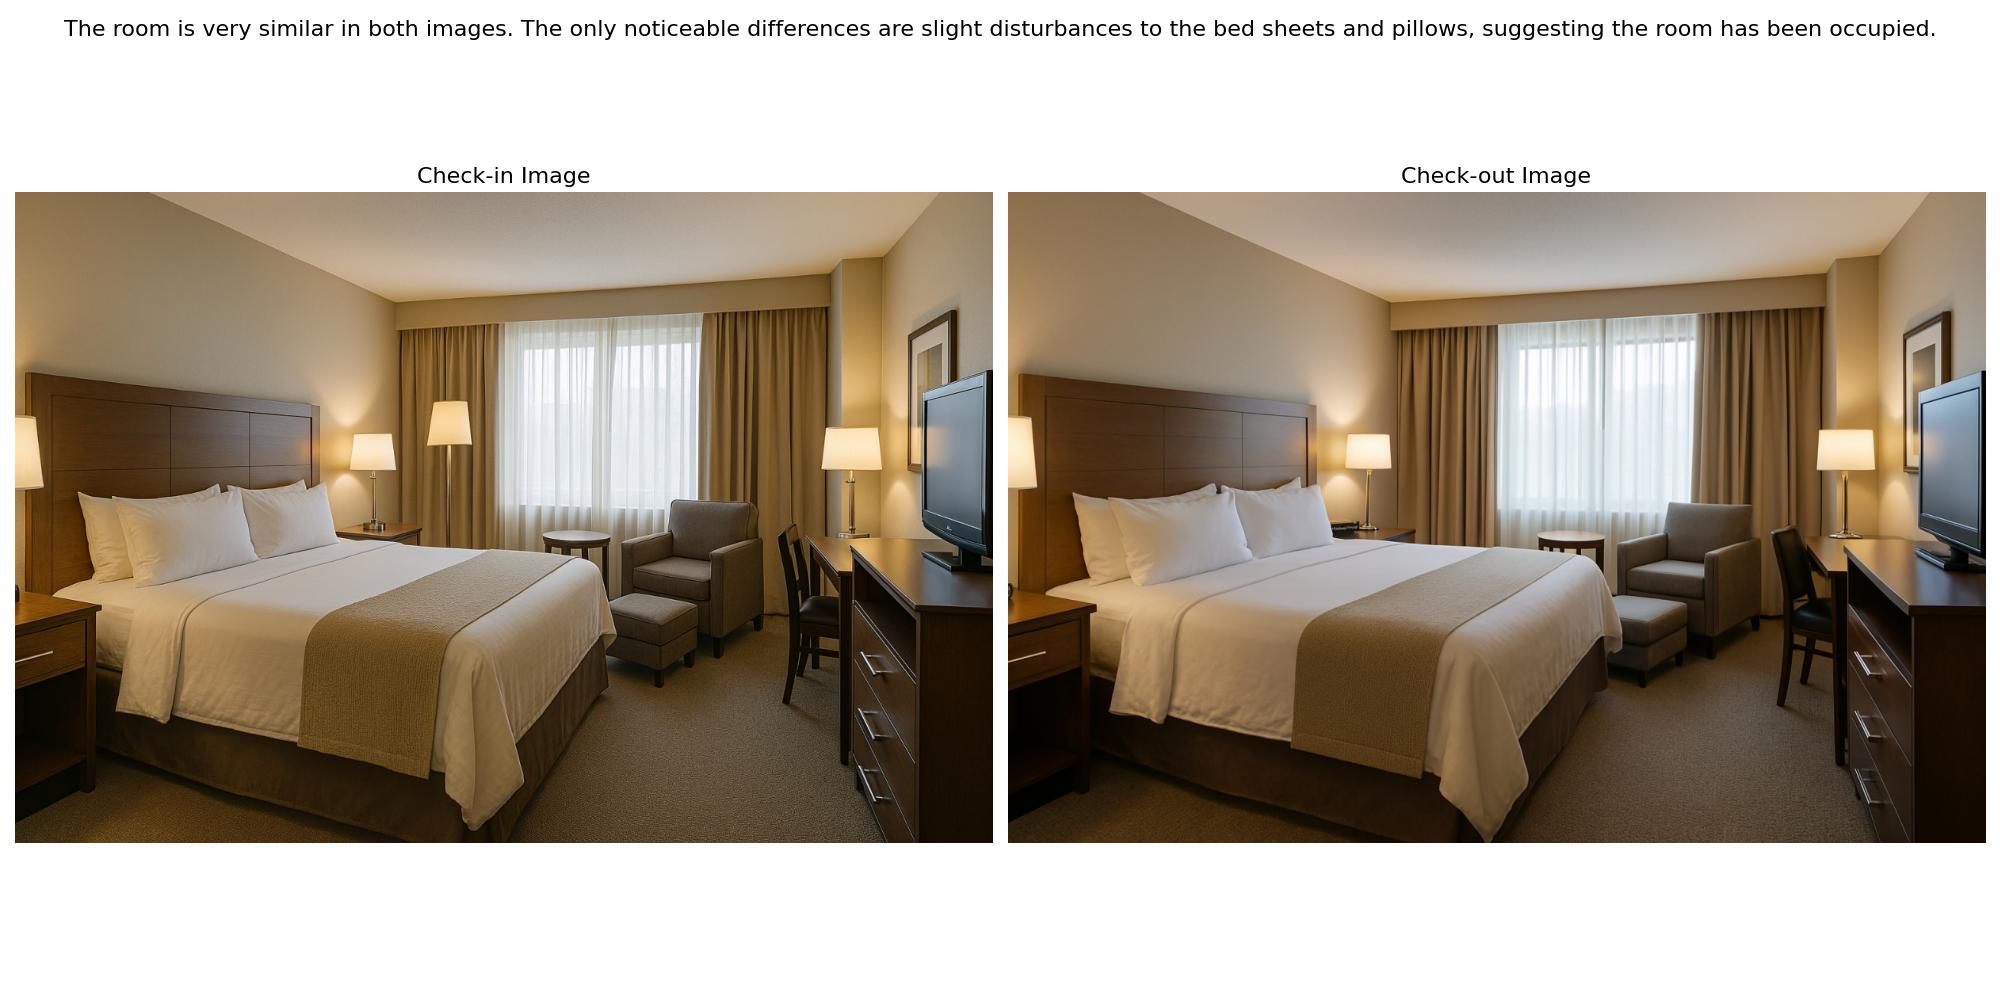 The room is very similar in both images. The only noticeable differences are slight disturbances to the bed sheets and pillows, suggesting the room has been occupied.
Check-in Image
Check-out Image